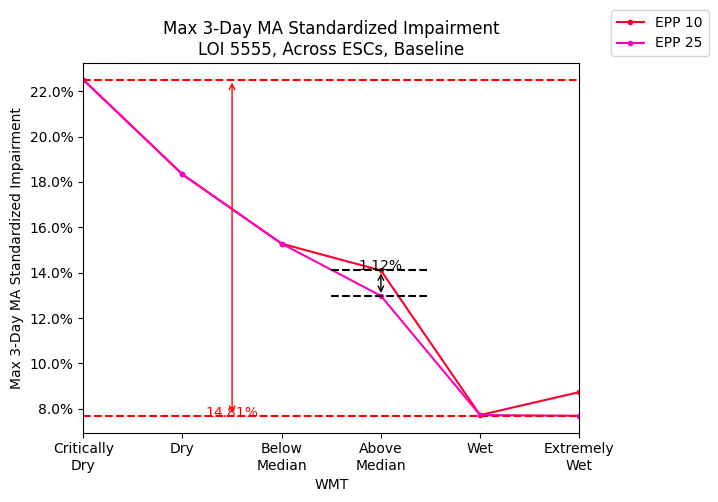 Max 3-Day MA Standardized Impairment
LOI 5555, Across ESCs, Baseline
EPP 10
EPP 25
Max 3-Day MA Standardized Impairment
22.0%
20.0%
18.0%
16.0%
14.0%
12.0%
10.0%
8.0%
1.12%
14.81%
Critically
Dry
Dry
Below
Median
Above
Median
Wet
Extremely
Wet
WMT